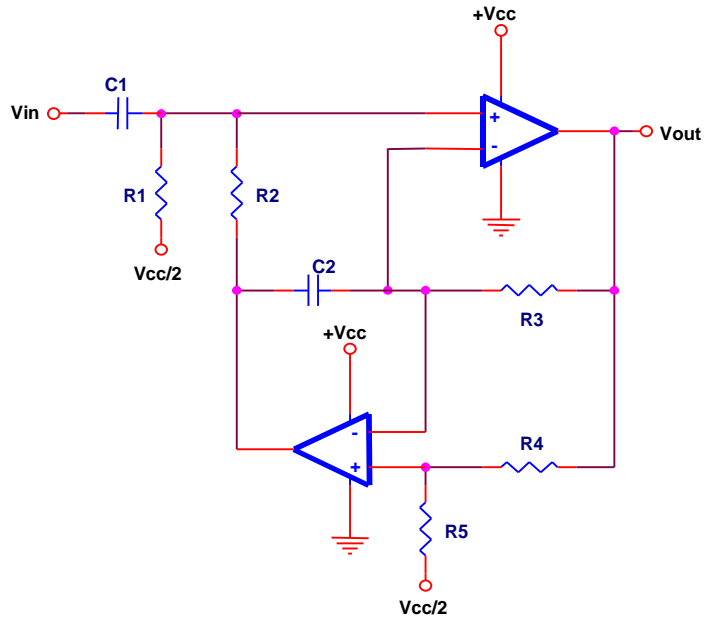 +Vcc
C1
Vin
+
-
Vout
R1
R2
Vcc/2
C2
R3
+Vcc
-
+
R4
R5
Vcc/2